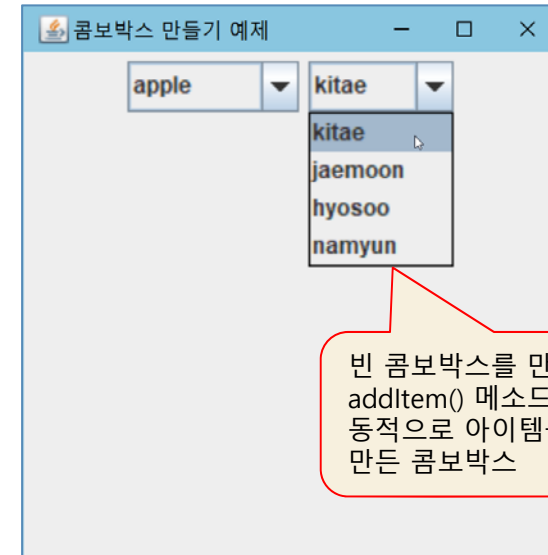 콤보박스 만들기 예제
apple kitae
kitae
jaemoon
hyosoo
namyun
빈 콤보박스를
addItem() 메소드
동적으로 아이템
만든 콤보박스